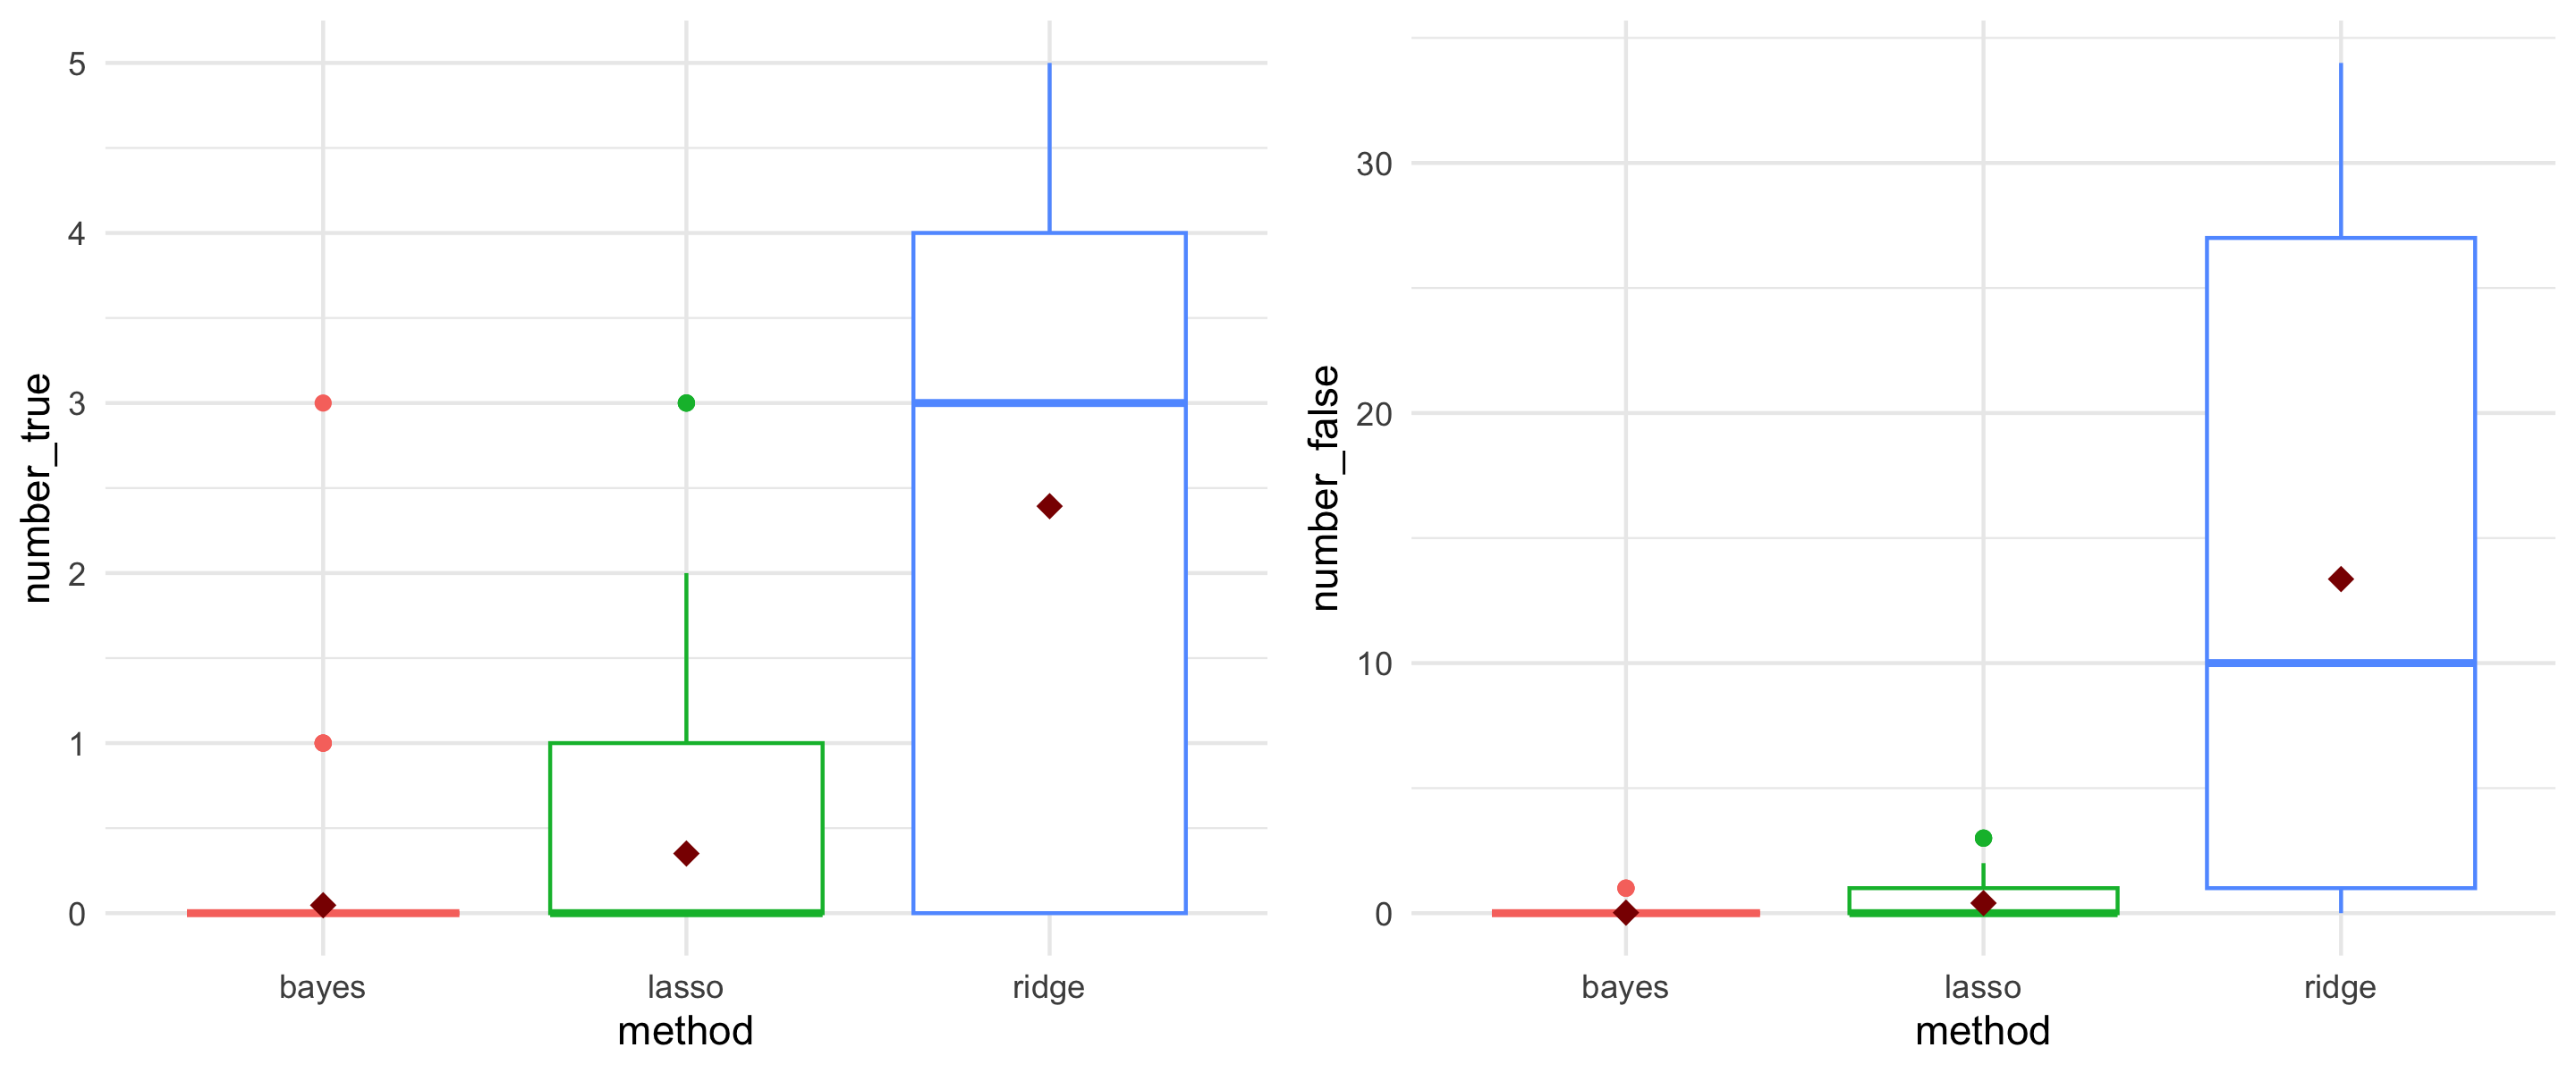 number_true
5
4
3
2
1
0
bayes
lasso
ridge
method
number_false
30
20
10
0
bayes
lasso
ridge
method